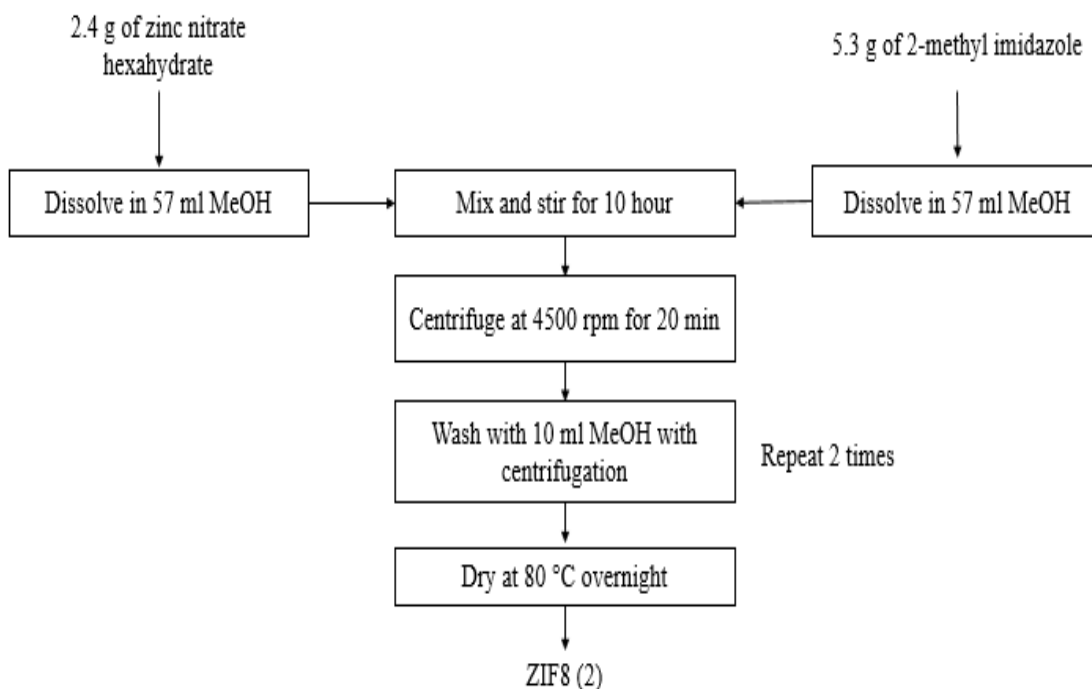 2.4 g of zinc nitrate
hexahydrate
5.3 g of 2-methyl imidazole
Dissolve in 57 ml MeOH
Mix and stir for 10 hour
Dissolve in 57 ml MeOH
Centrifuge at 4500 rpm for 20 min
Wash with 10 ml MeOH with
centrifugation
Repeat 2 times
Dry at 80 °C overnight
ZIF8 (2)